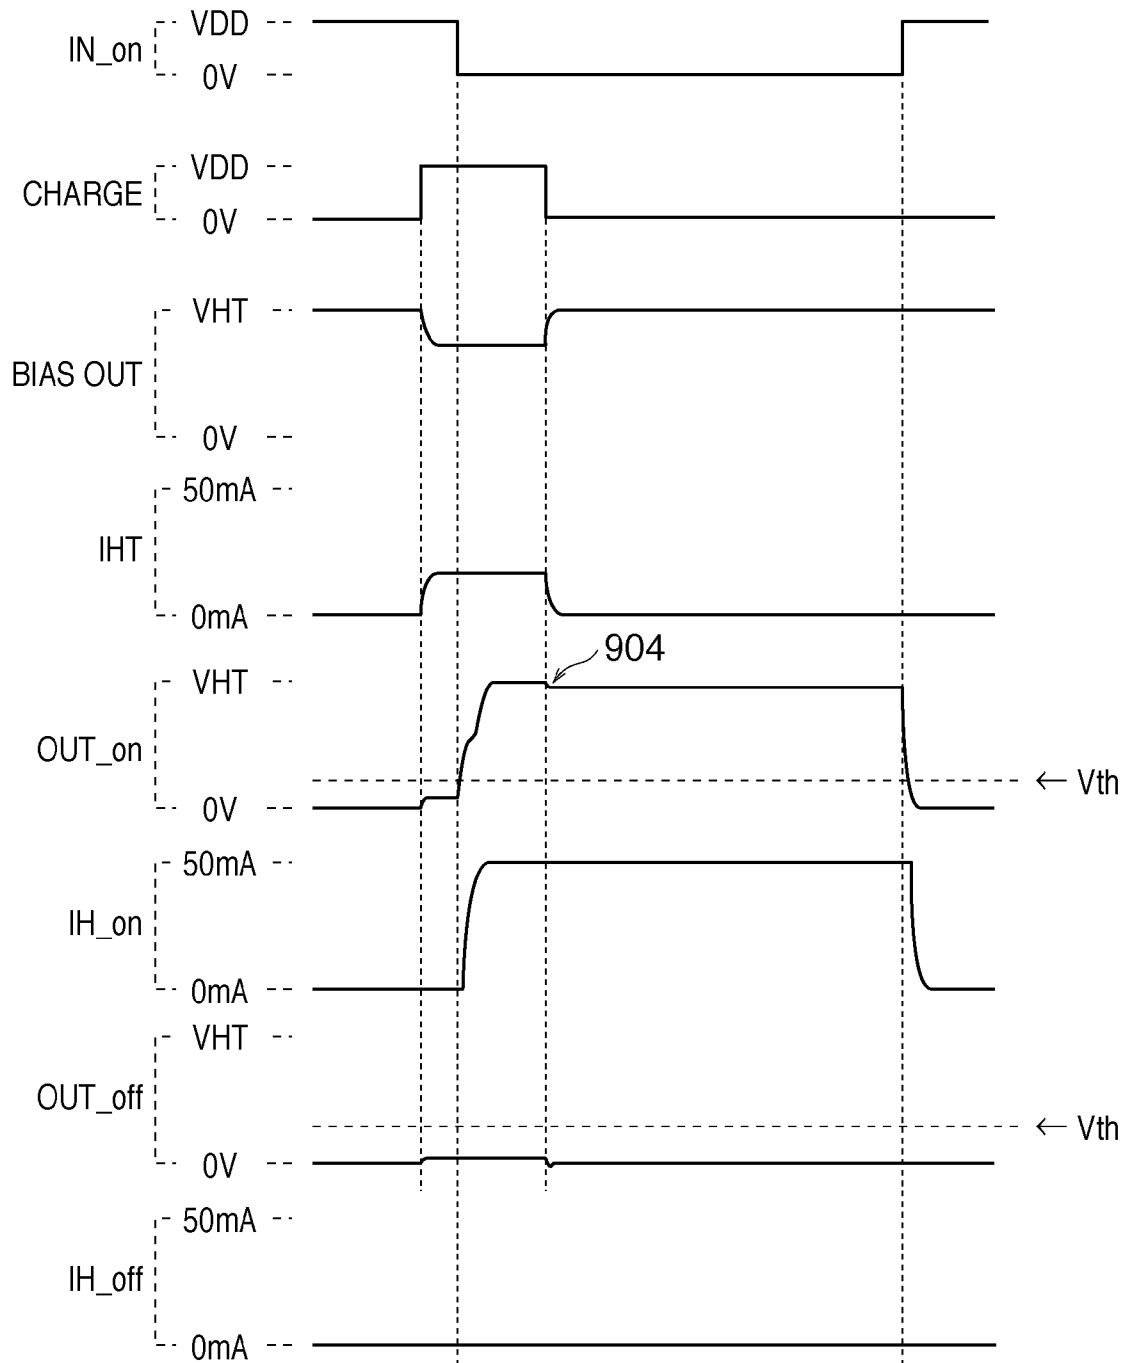 VDD
IN_on
0V
VDD
CHARGE
0V
VHT
BIAS OUT
0V
50mA
IHT
0mA
904
VHT
OUT_on
Vth
0V
50mA
IH_on
0mA
VHT
OUT_off
Vth
0V
50mA
IH_off
0mA